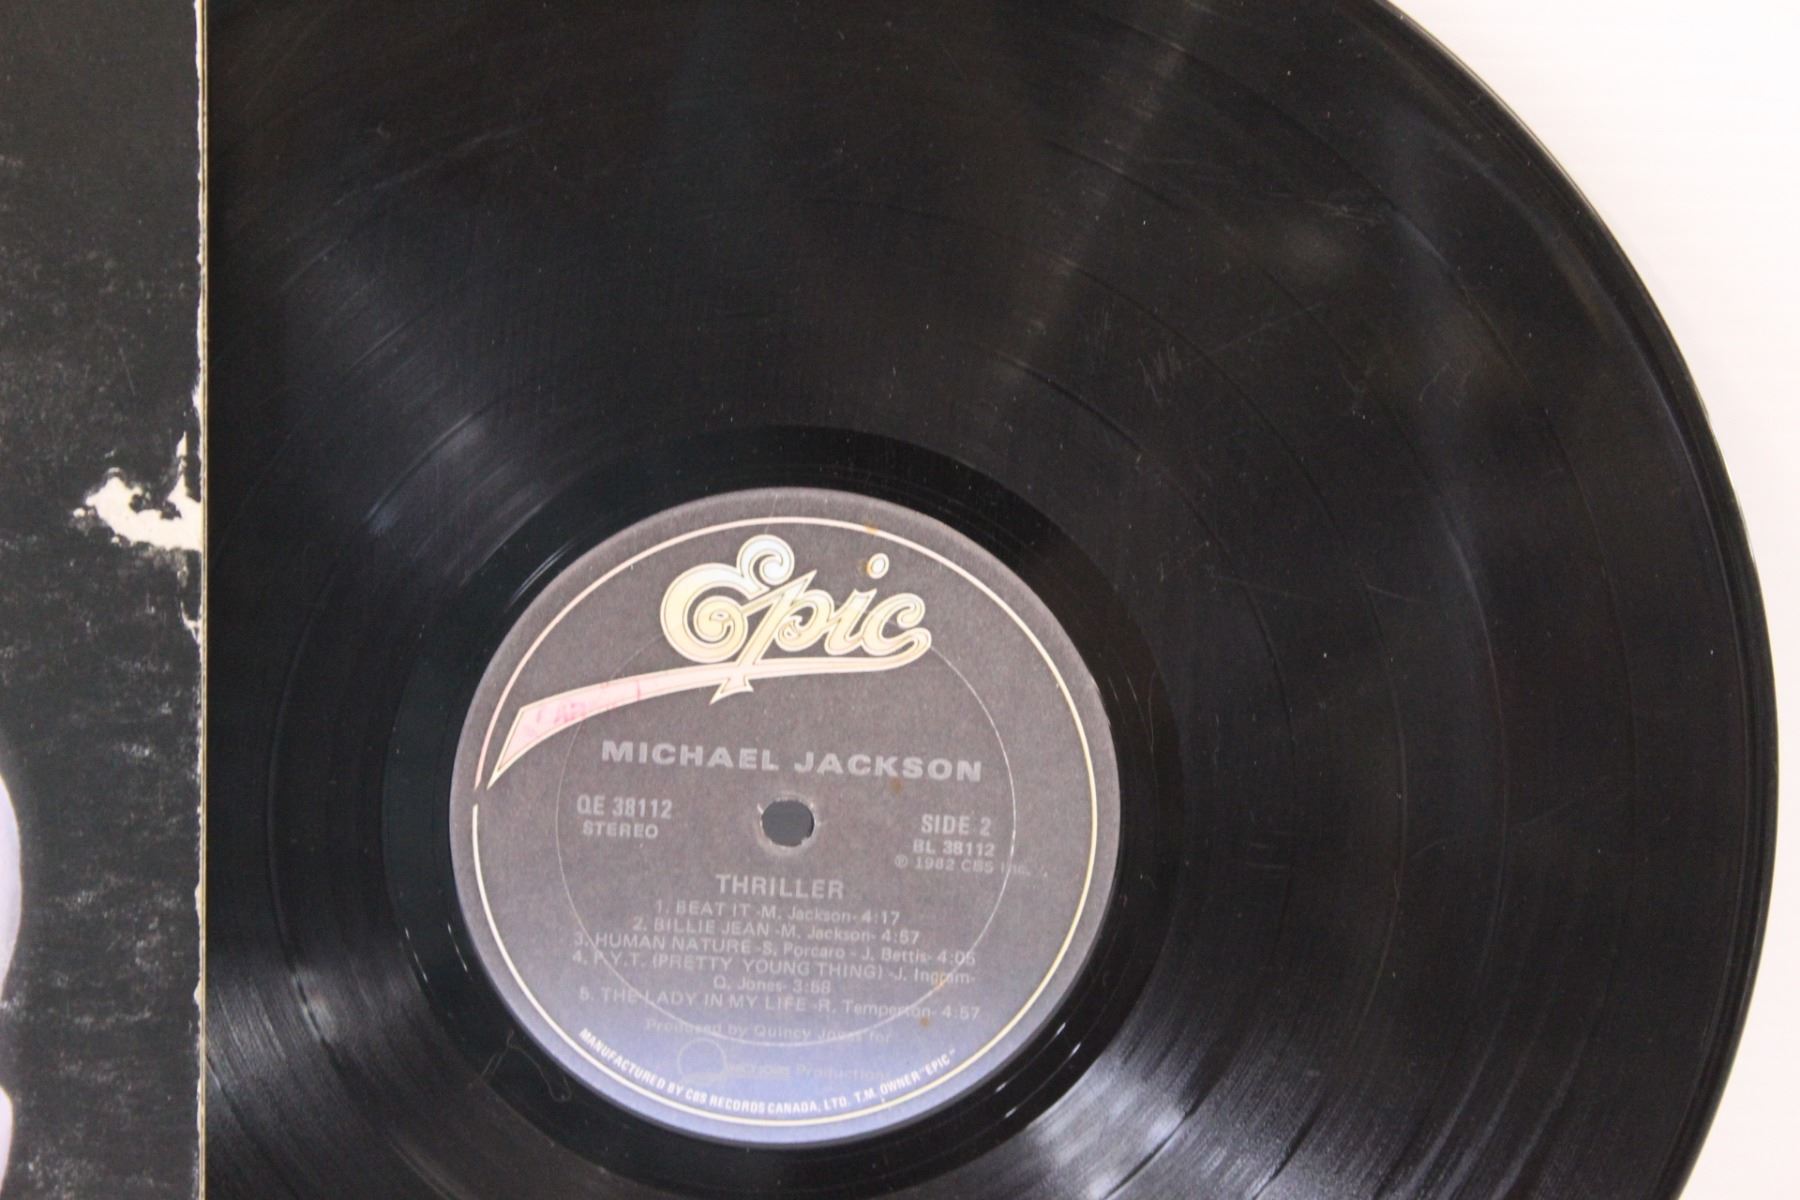 Epic
MICHAEL JACKSON
QE 38112
STEREO
SIDE 2
BL 38112
℗ 1982 CBS Inc.
THRILLER
1. BEAT IT -M. Jackson- 4:17
2. BILLIE JEAN -M. Jackson- 4:57
3. HUMAN NATURE -S. Porcaro - J. Bettis- 4:05
4. P.Y.T. (PRETTY YOUNG THING) -J. Ingram-
Q. Jones- 3:58
5. THE LADY IN MY LIFE -R. Temperton- 4:57
Produced by Quincy Jones for
Productions
MANUFACTURED BY CBS RECORDS CANADA, LTD. T.M. OWNER "EPIC"